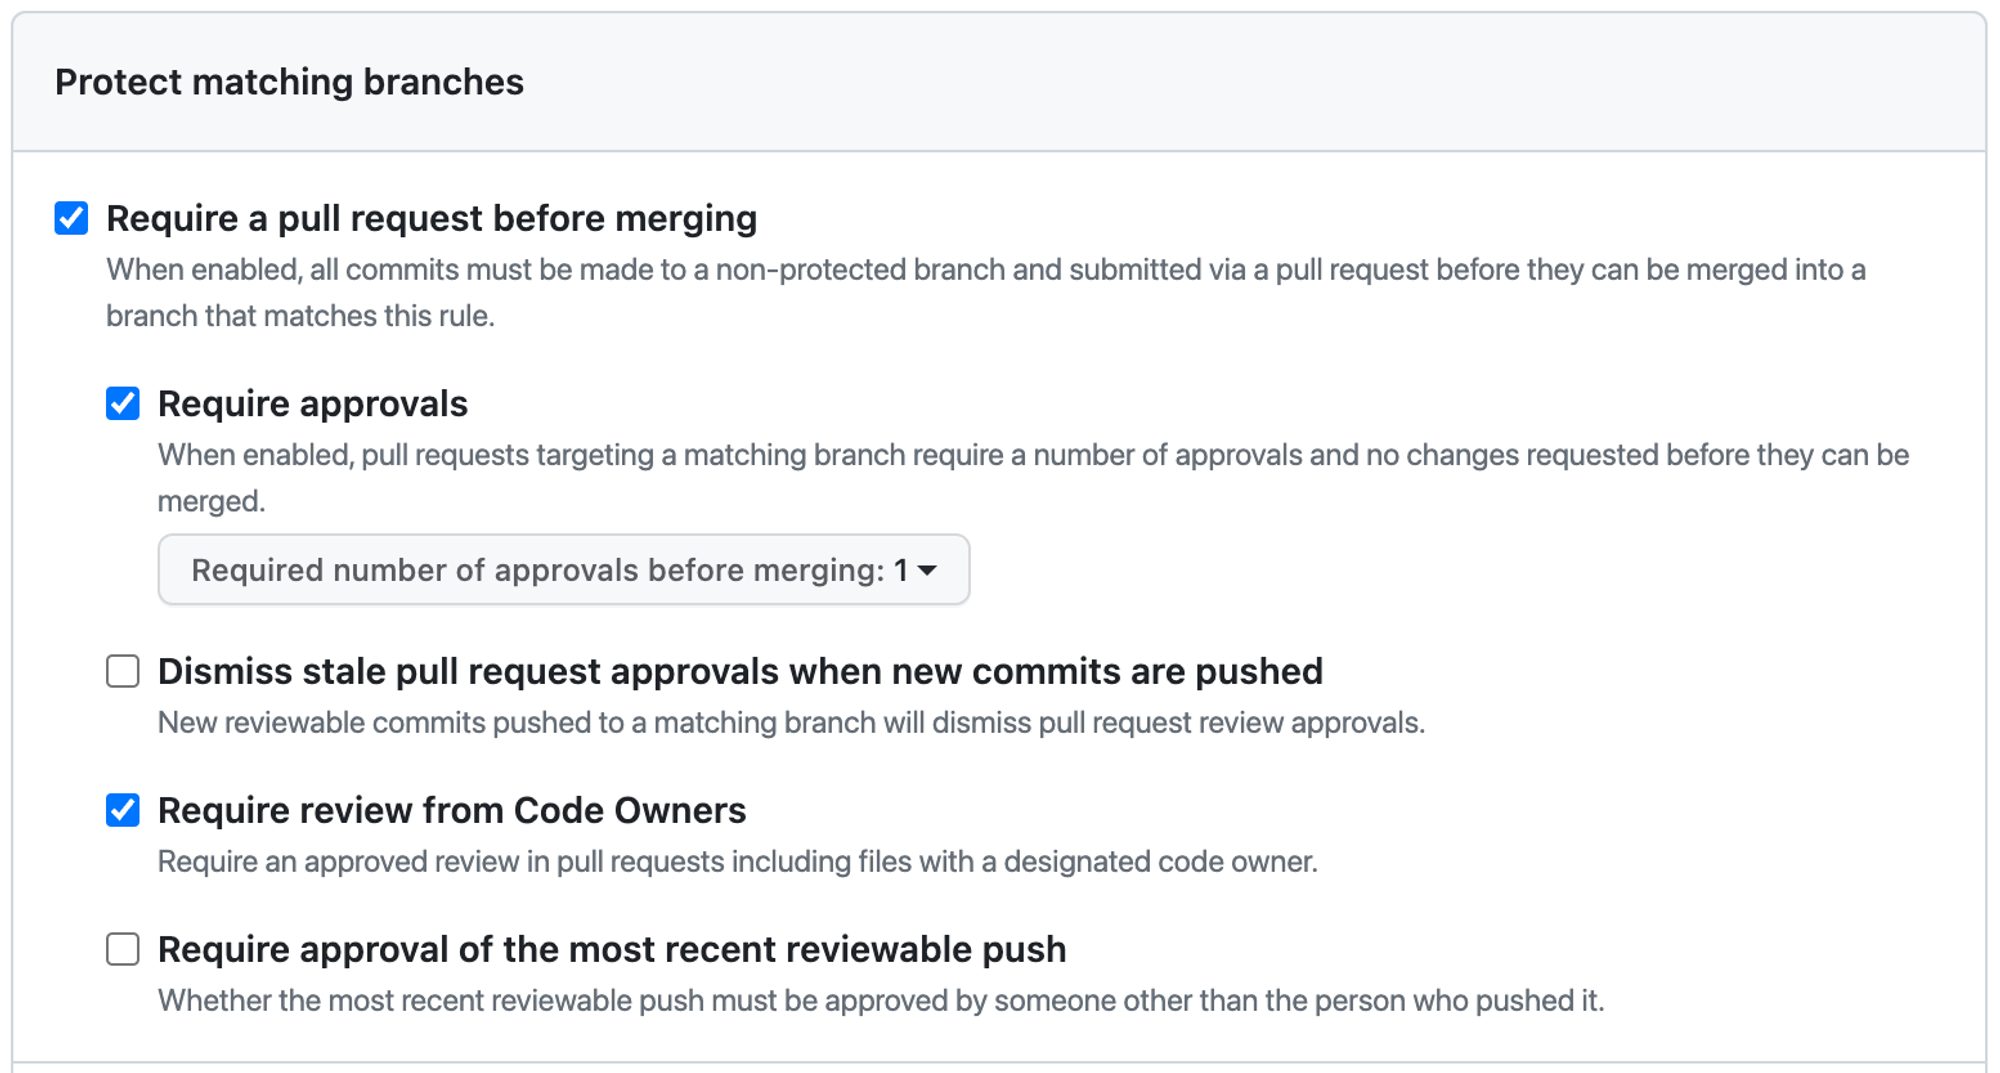 Protect matching branches
Require a pull request before merging
When enabled, all commits must be made to a non-protected branch and submitted via a pull request before they can be merged into a
branch that matches this rule.
Require approvals
When enabled, pull requests targeting a matching branch require a number of approvals and no changes requested before they can be
merged.
Required number of approvals before merging: 1
Dismiss stale pull request approvals when new commits are pushed
New reviewable commits pushed to a matching branch will dismiss pull request review approvals.
Require review from Code Owners
Require an approved review in pull requests including files with a designated code owner.
Require approval of the most recent reviewable push
Whether the most recent reviewable push must be approved by someone other than the person who pushed it.